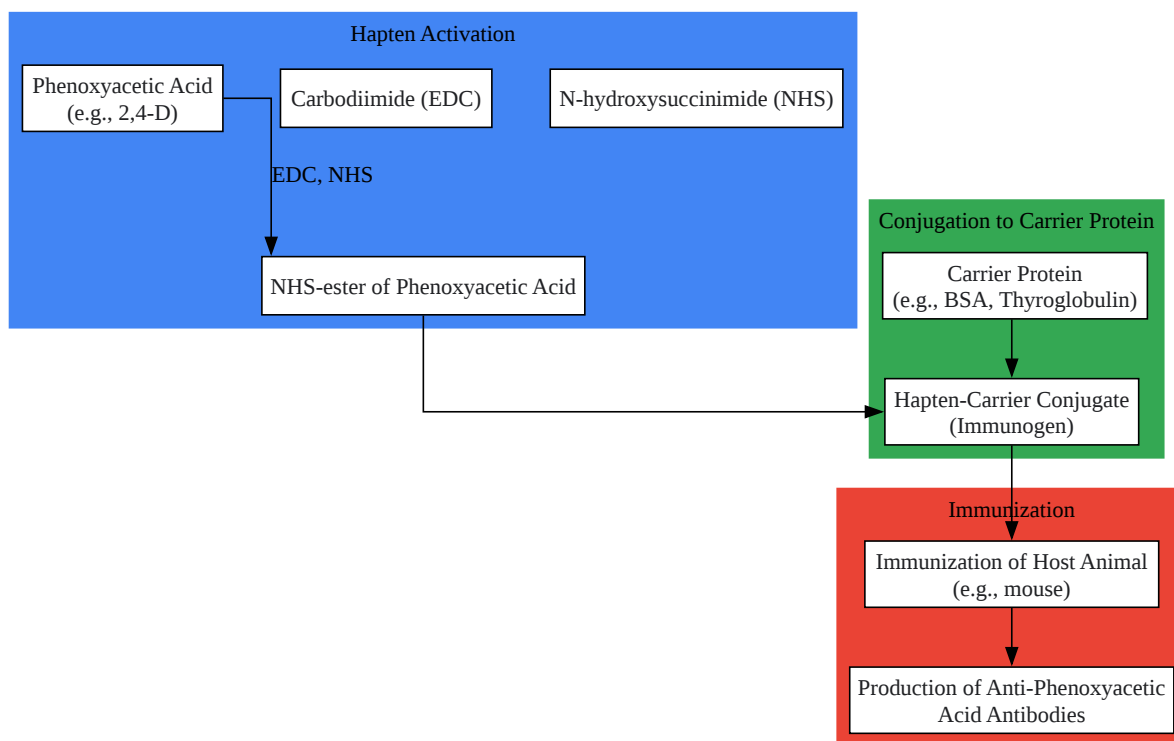 Hapten Activation
Phenoxyacetic Acid
(e.g., 2,4-D)
Carbodiimide (EDC)
N-hydroxysuccinimide (NHS)
EDC, NHS
NHS-ester of Phenoxyacetic Acid
Conjugation to Carrier Protein
Carrier Protein
(e.g., BSA, Thyroglobulin)
Hapten-Carrier Conjugate
(Immunogen)
Immunization
Immunization of Host Animal
(e.g., mouse)
Production of Anti-Phenoxyacetic
Acid Antibodies